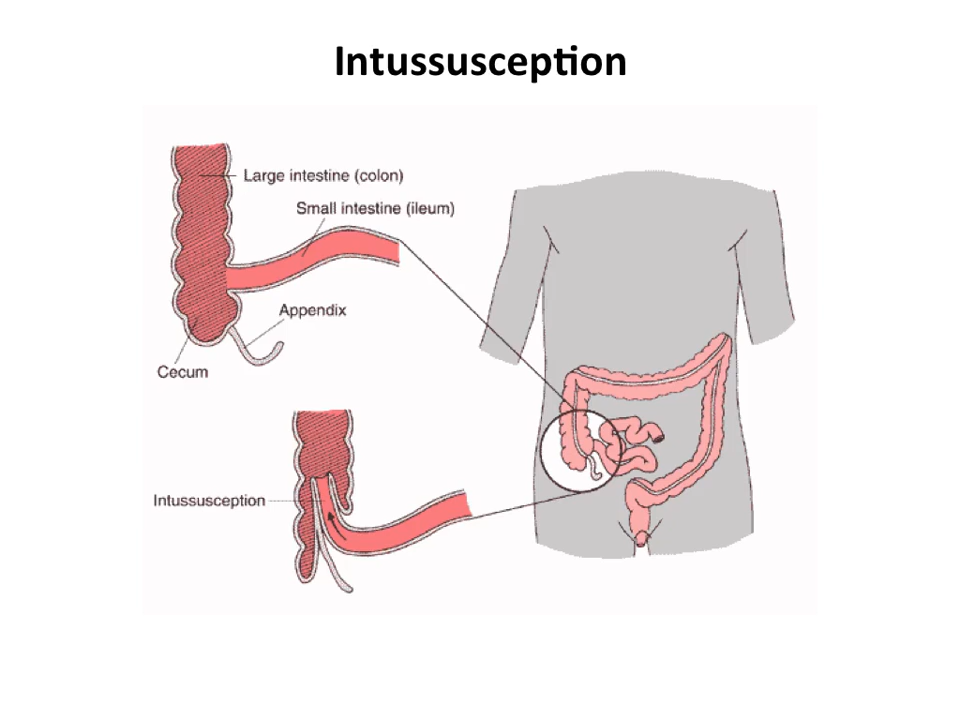 Intussusception
Large intestine (colon)
Small intestine (ileum)
Appendix
Cecum
Intussusception